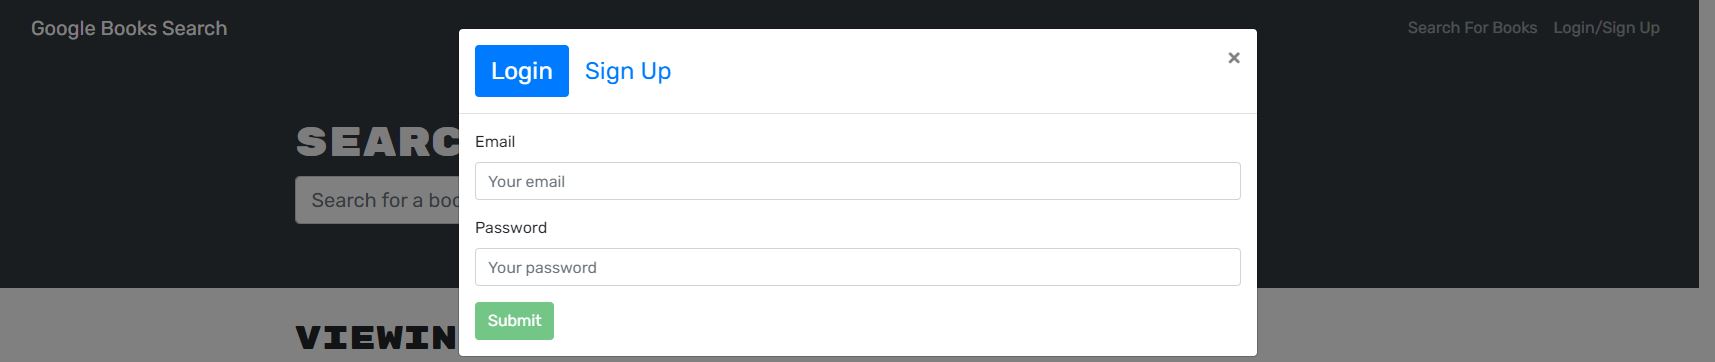 Google Books Search
Search For Books Login/Sign Up
Login Sign Up ×
SEARC
Search for a boo
Email
Your email
Password
Your password
Submit
VIEWIN